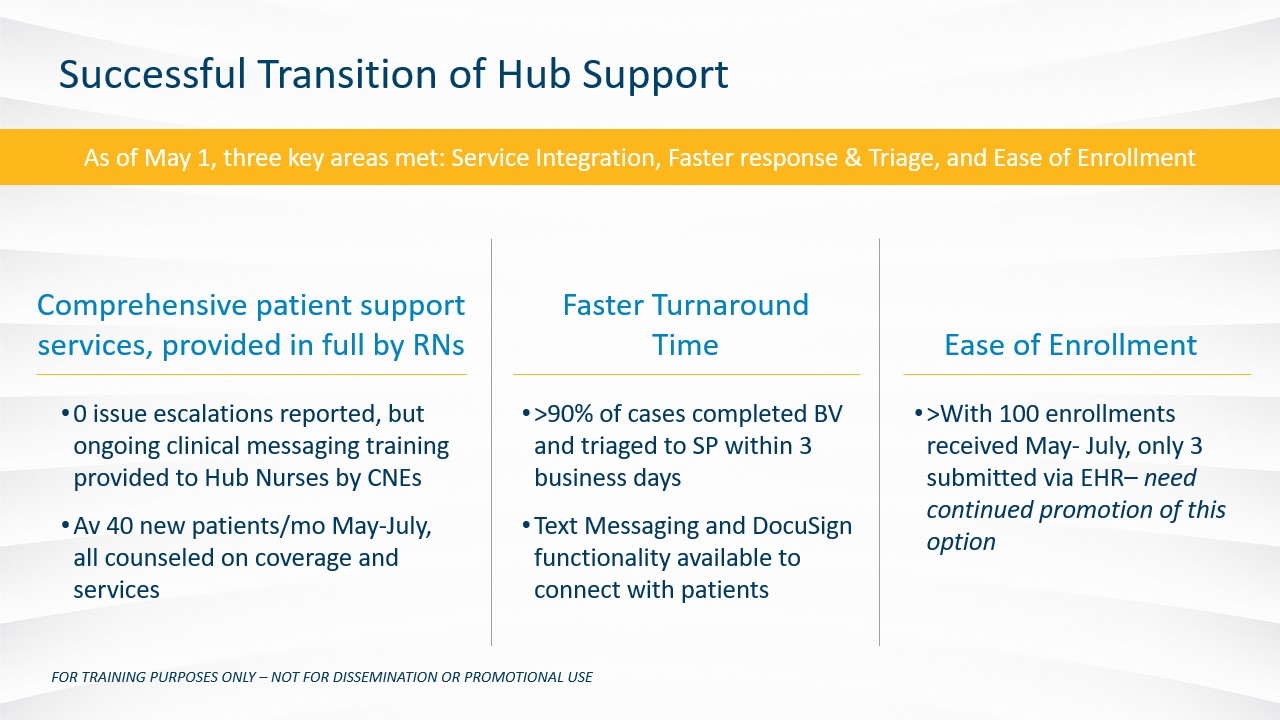 Successful Transition of Hub Support
As of May 1, three key areas met: Service Integration, Faster response & Triage, and Ease of Enrollment
Comprehensive patient support
services, provided in full by RNs
•0 issue escalations reported, but
ongoing clinical messaging training
provided to Hub Nurses by CNEs
•Av 40 new patients/mo May-July,
all counseled on coverage and
services
Faster Turnaround
Time
•>90% of cases completed BV
and triaged to SP within 3
business days
•Text Messaging and DocuSign
functionality available to
connect with patients
Ease of Enrollment
•>With 100 enrollments
received May- July, only 3
submitted via EHR– need
continued promotion of this
option
FOR TRAINING PURPOSES ONLY – NOT FOR DISSEMINATION OR PROMOTIONAL USE